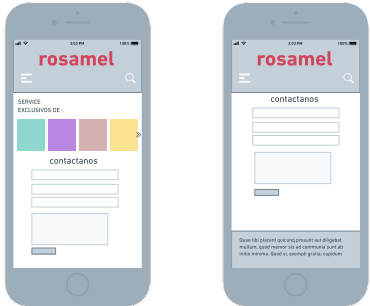 3:03 PM 100%
rosamel
SERVICE
EXCLUSIVOS DE :
contactanos
3:03 PM 100%
rosamel
contactanos
Quae tibi placent quicunq prosunt aut diligebat
multum, quod memor sis ad communia sunt ab
initio minima. Quod si, exempli gratia, cupidum